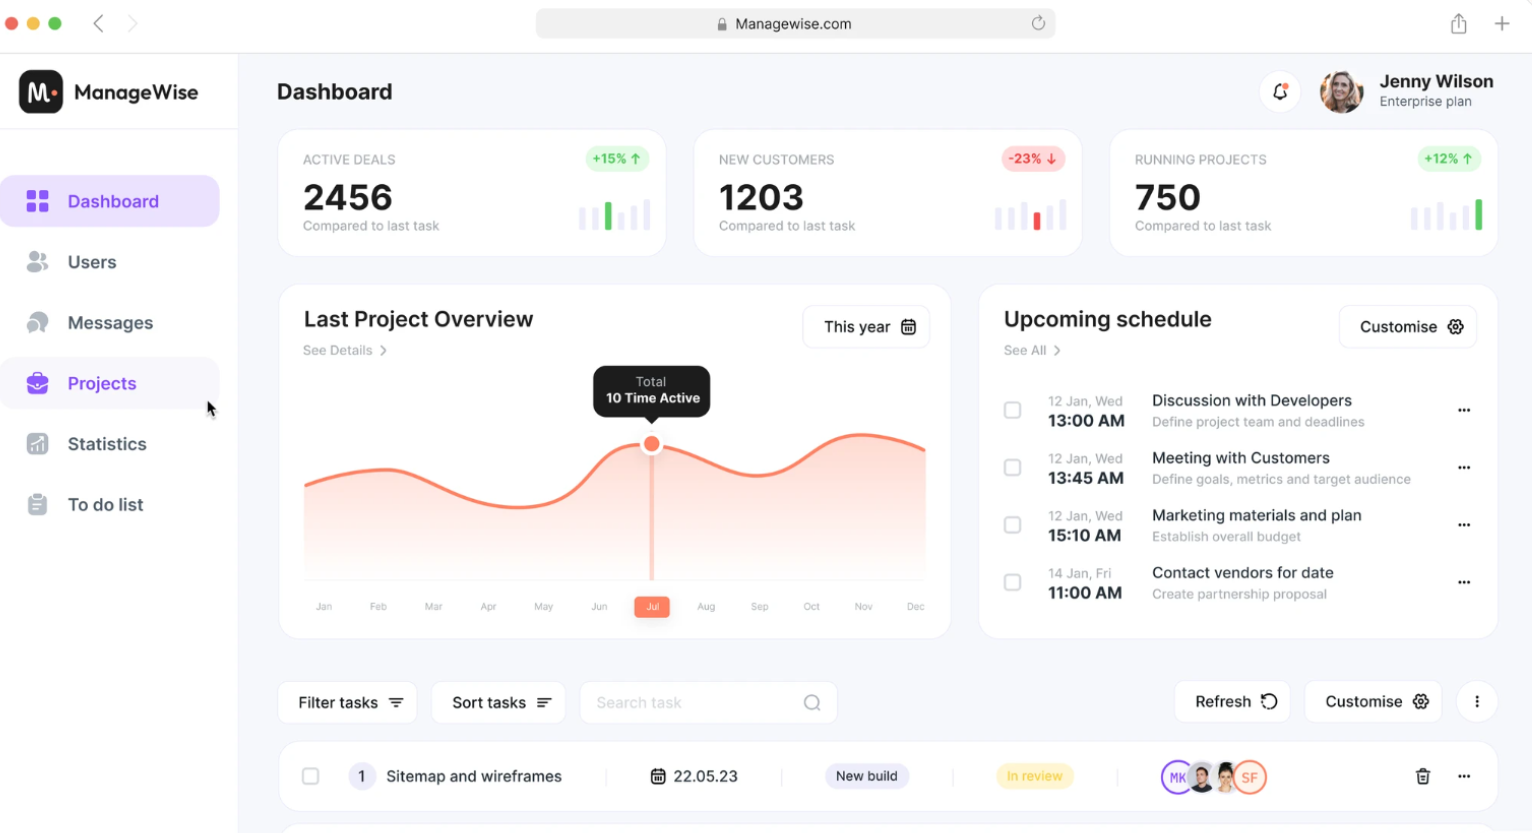 Managewise.com
M.
ManageWise
Dashboard
Jenny Wilson
Enterprise plan
Dashboard
Users
Messages
Projects
Statistics
To do list
ACTIVE DEALS
+15% ↑
2456
Compared to last task
NEW CUSTOMERS
-23% ↓
1203
Compared to last task
RUNNING PROJECTS
+12% ↑
750
Compared to last task
Last Project Overview
See Details >
This year
Total
10 Time Active
Jan Feb Mar Apr May Jun Jul Aug Sep Oct Nov Dec
Upcoming schedule
See All >
Customise
12 Jan, Wed
13:00 AM
Discussion with Developers
Define project team and deadlines
12 Jan, Wed
13:45 AM
Meeting with Customers
Define goals, metrics and target audience
12 Jan, Wed
15:10 AM
Marketing materials and plan
Establish overall budget
14 Jan, Fri
11:00 AM
Contact vendors for date
Create partnership proposal
Filter tasks
Sort tasks
Search task
Refresh
Customise
1 Sitemap and wireframes 22.05.23 New build In review MK SF